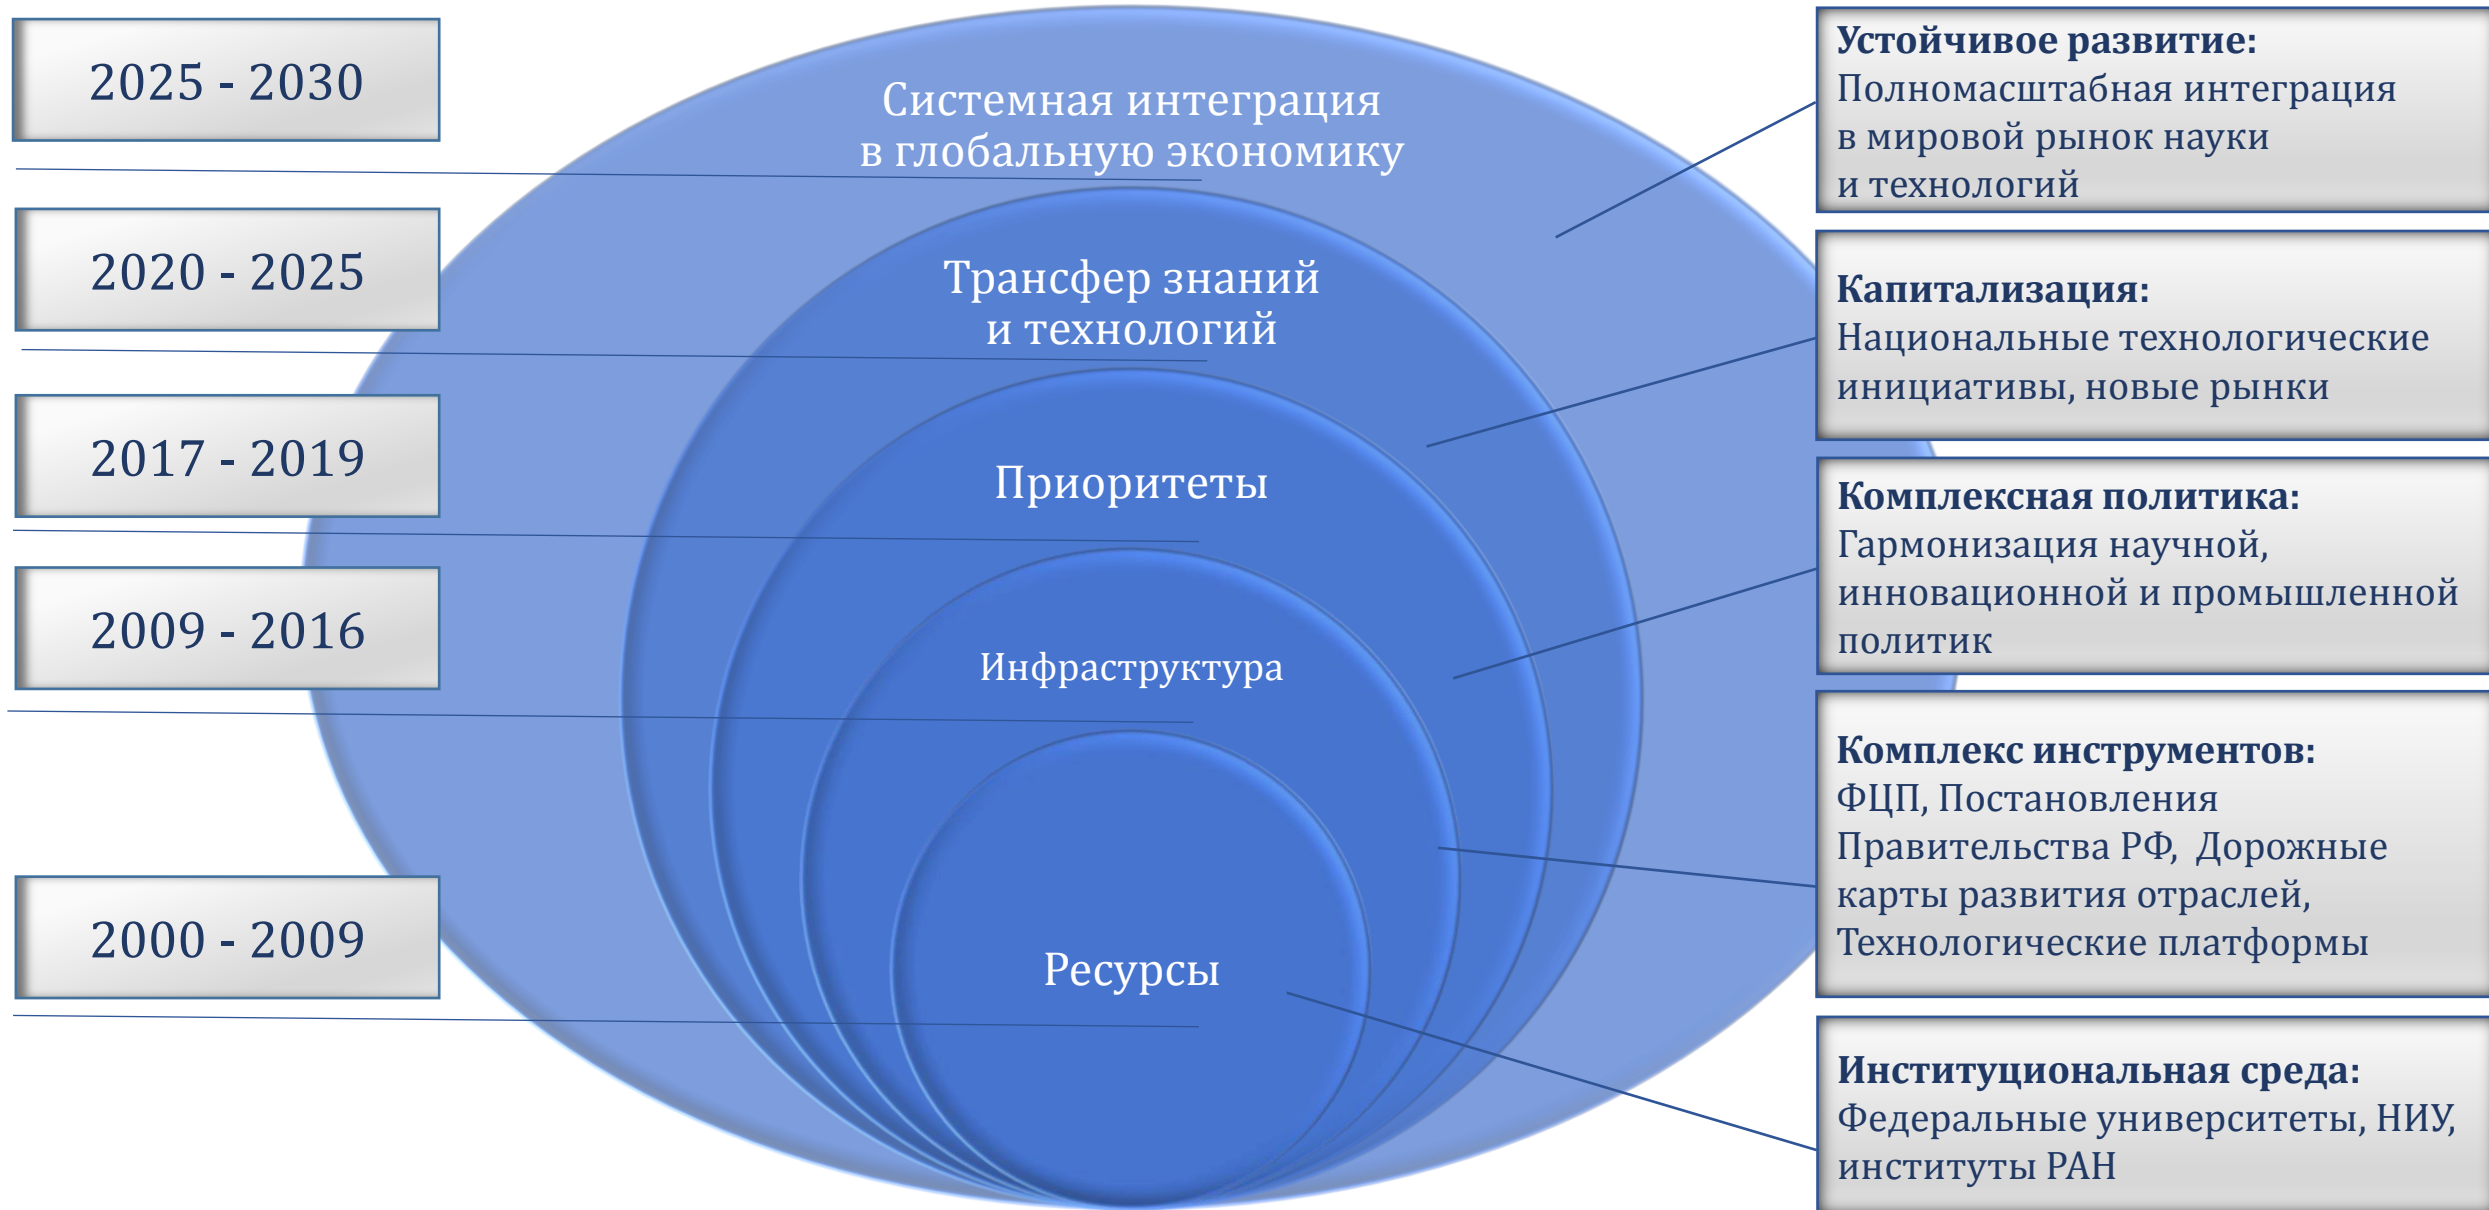 2025 - 2030
2020 - 2025
2017 - 2019
2009 - 2016
2000 - 2009
Системная интеграция
в глобальную экономику
Трансфер знаний
и технологий
Приоритеты
Инфраструктура
Ресурсы
Устойчивое развитие:
Полномасштабная интеграция
в мировой рынок науки
и технологий
Капитализация:
Национальные технологические
инициативы, новые рынки
Комплексная политика:
Гармонизация научной,
инновационной и промышленной
политик
Комплекс инструментов:
ФЦП, Постановления
Правительства РФ, Дорожные
карты развития отраслей,
Технологические платформы
Институциональная среда:
Федеральные университеты, НИУ,
институты РАН